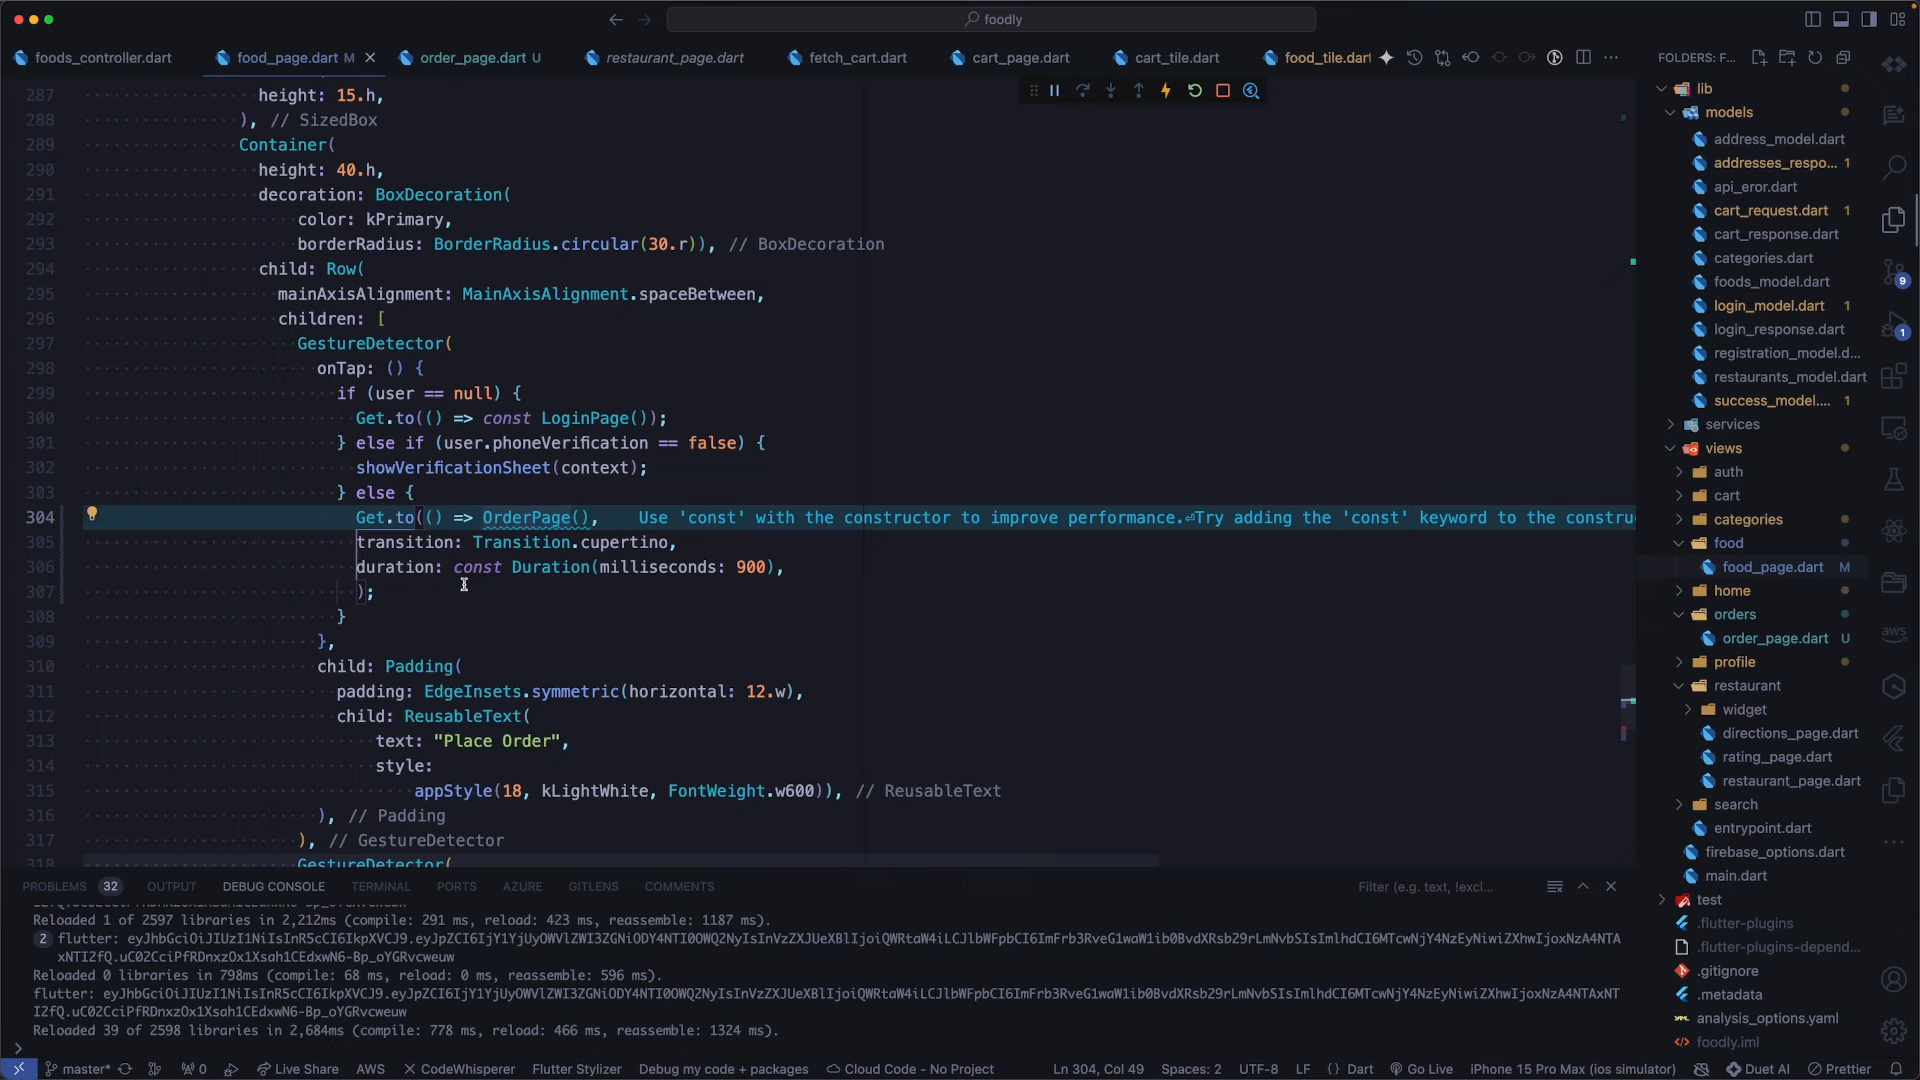 foodly
foods_controller.dart
food_page.dart M
order_page.dart U
restaurant_page.dart
fetch_cart.dart
cart_page.dart
cart_tile.dart
food_tile.dart
FOLDERS: F...
287 height: 15.h,
288 ), // SizedBox
289 Container(
290 height: 40.h,
291 decoration: BoxDecoration(
292 color: kPrimary,
293 borderRadius: BorderRadius.circular(30.r)), // BoxDecoration
294 child: Row(
295 mainAxisAlignment: MainAxisAlignment.spaceBetween,
296 children: [
297 GestureDetector(
298 onTap: () {
299 if (user == null) {
300 Get.to(() => const LoginPage());
301 } else if (user.phoneVerification == false) {
302 showVerificationSheet(context);
303 } else {
304 Get.to(() => OrderPage(), Use 'const' with the constructor to improve performance.⏎Try adding the 'const' keyword to the constru
305 transition: Transition.cupertino,
306 duration: const Duration(milliseconds: 900),
307 );
308 }
309 },
310 child: Padding(
311 padding: EdgeInsets.symmetric(horizontal: 12.w),
312 child: ReusableText(
313 text: "Place Order",
314 style:
315 appStyle(18, kLightWhite, FontWeight.w600)), // ReusableText
316 ), // Padding
317 ), // GestureDetector
318 GestureDetector(
lib
models
address_model.dart
addresses_respo... 1
api_eror.dart
cart_request.dart 1
cart_response.dart
categories.dart
foods_model.dart
login_model.dart 1
login_response.dart
registration_model.d...
restaurants_model.dart
success_model.... 1
services
views
auth
cart
categories
food
food_page.dart M
home
orders
order_page.dart U
profile
restaurant
widget
directions_page.dart
rating_page.dart
restaurant_page.dart
search
entrypoint.dart
firebase_options.dart
main.dart
test
.flutter-plugins
.flutter-plugins-depend...
.gitignore
.metadata
analysis_options.yaml
foodly.iml
9
1
aws
PROBLEMS 32 OUTPUT DEBUG CONSOLE TERMINAL PORTS AZURE GITLENS COMMENTS
Filter (e.g. text, !excl...
Reloaded 1 of 2597 libraries in 2,212ms (compile: 291 ms, reload: 423 ms, reassemble: 1187 ms).
2 flutter:
Reloaded 0 libraries in 798ms (compile: 68 ms, reload: 0 ms, reassemble: 596 ms).
flutter:
Reloaded 39 of 2598 libraries in 2,684ms (compile: 778 ms, reload: 466 ms, reassemble: 1324 ms).
>
master* 0 Live Share AWS CodeWhisperer Flutter Stylizer Debug my code + packages Cloud Code - No Project Ln 304, Col 49 Spaces: 2 UTF-8 LF {} Dart Go Live iPhone 15 Pro Max (ios simulator) Duet AI Prettier